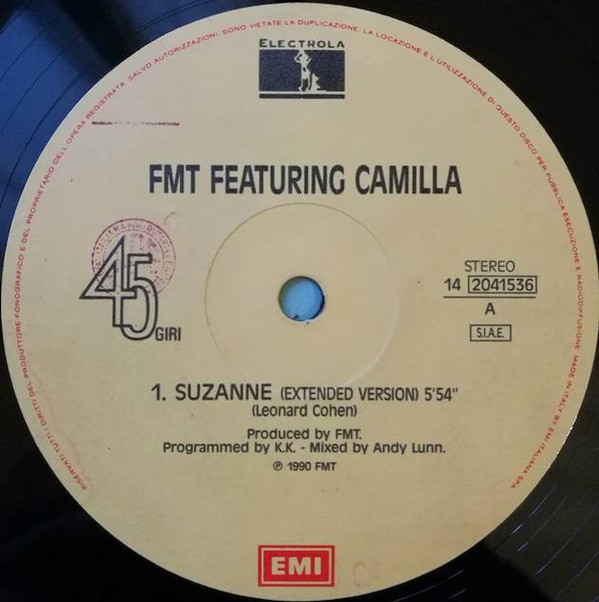 RISERVATI TUTTI I DIRITTI DEL PRODUTTORE FONOGRAFICO E DEL PROPRIETARIO DELL'OPERA REGISTRATA. SALVO AUTORIZZAZIONI, SONO VIETATE LA DUPLICAZIONE, LA LOCAZIONE E L'UTILIZZAZIONE DI QUESTO DISCO PER PUBBLICA ESECUZIONE E RADIODIFFUSIONE. MADE IN ITALY BY EMI ITALIANA SPA
ELECTROLA
FMT FEATURING CAMILLA
45 GIRI
STEREO
14 2041536
A
S.I.A.E.
1. SUZANNE (EXTENDED VERSION) 5'54"
(Leonard Cohen)
Produced by FMT.
Programmed by K.K. - Mixed by Andy Lunn.
℗ 1990 FMT
EMI